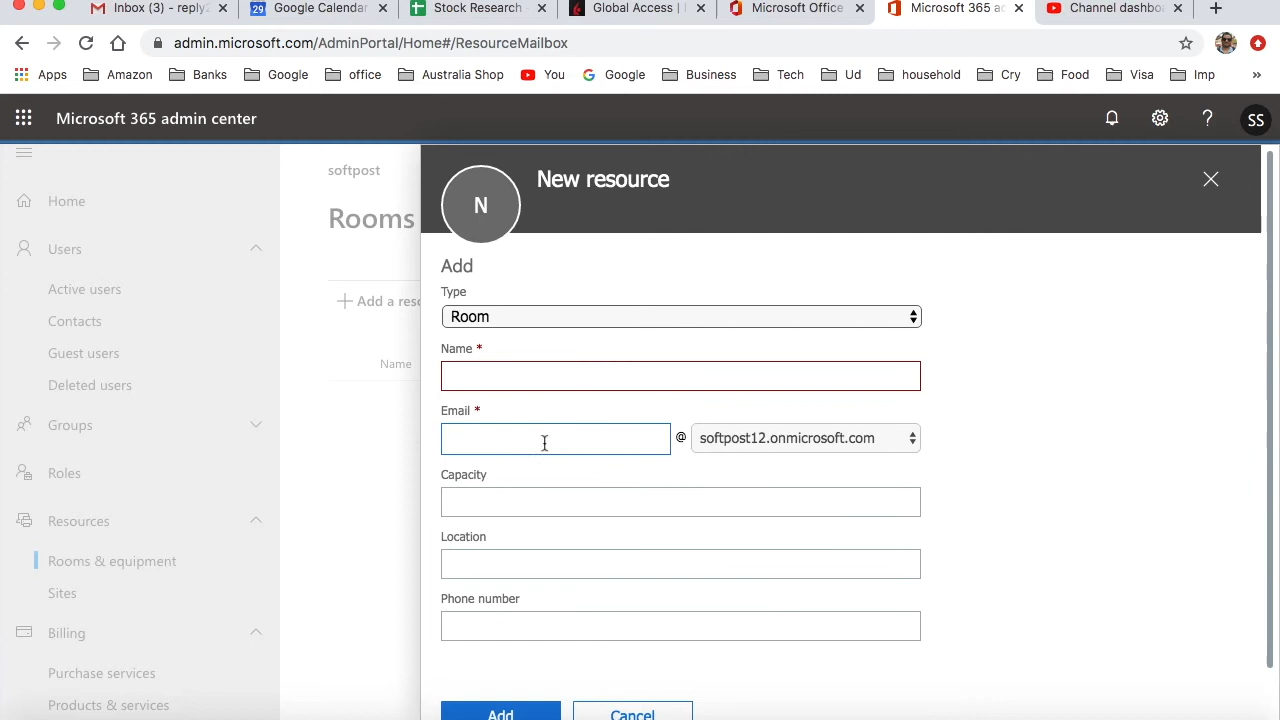 Inbox (3) - reply2
Google Calendar
Stock Research -
Global Access | I
Microsoft Office
Microsoft 365 a
Channel dashbo
29
admin.microsoft.com/AdminPortal/Home#/ResourceMailbox
Apps
Amazon
Banks
Google
office
Australia Shop
You
Google
Business
Tech
Ud
household
Cry
Food
Visa
Imp
»
Microsoft 365 admin center
?
SS
Home
Users
Active users
Contacts
Guest users
Deleted users
Groups
Roles
Resources
Rooms & equipment
Sites
Billing
Purchase services
Products & services
softpost
Rooms
Add a reso
Name
N
New resource
Add
Type
Room
Name *
Email *
@ softpost12.onmicrosoft.com
Capacity
Location
Phone number
Add
Cancel